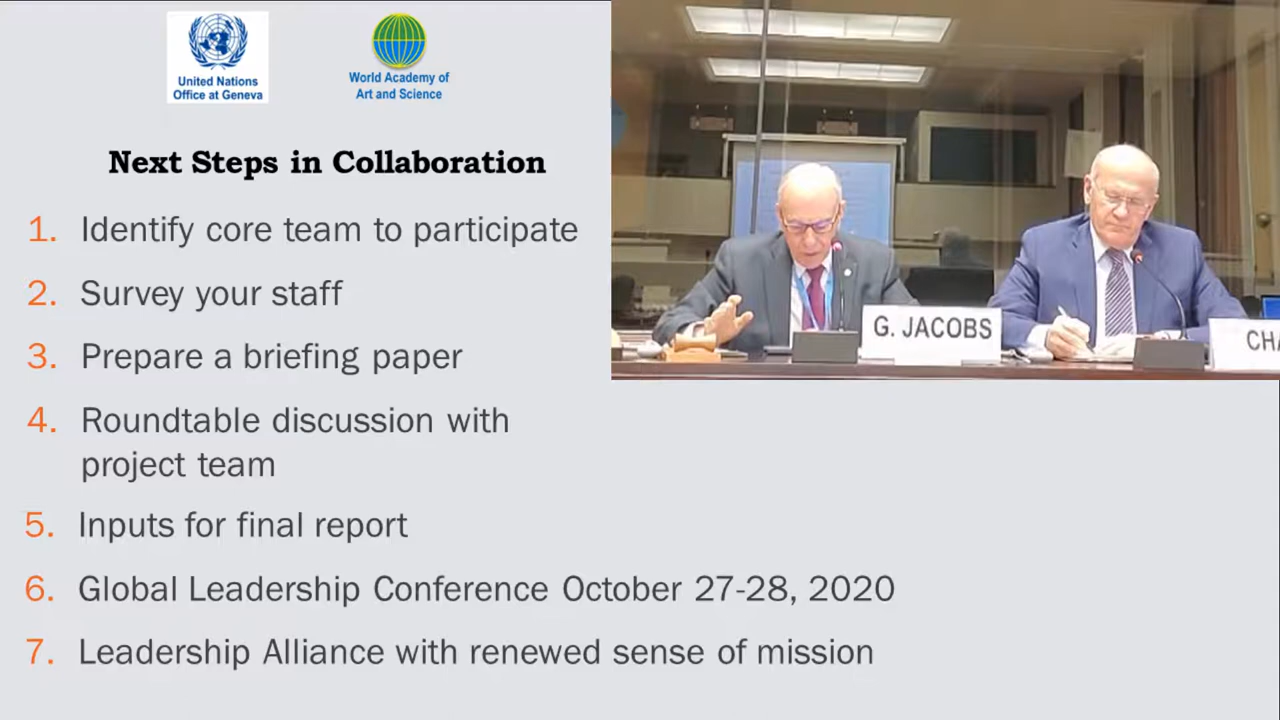 United Nations
Office at Geneva
World Academy of
Art and Science
Next Steps in Collaboration
1. Identify core team to participate
2. Survey your staff
3. Prepare a briefing paper
4. Roundtable discussion with
project team
5. Inputs for final report
6. Global Leadership Conference October 27-28, 2020
7. Leadership Alliance with renewed sense of mission
G. JACOBS
CHA